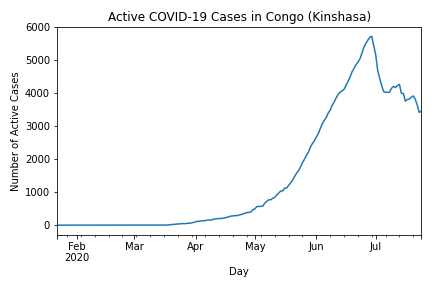 Active COVID-19 Cases in Congo (Kinshasa)
6000
5000
4000
3000
2000
1000
0
Number of Active Cases
Feb Mar Apr May Jun Jul
2020
Day